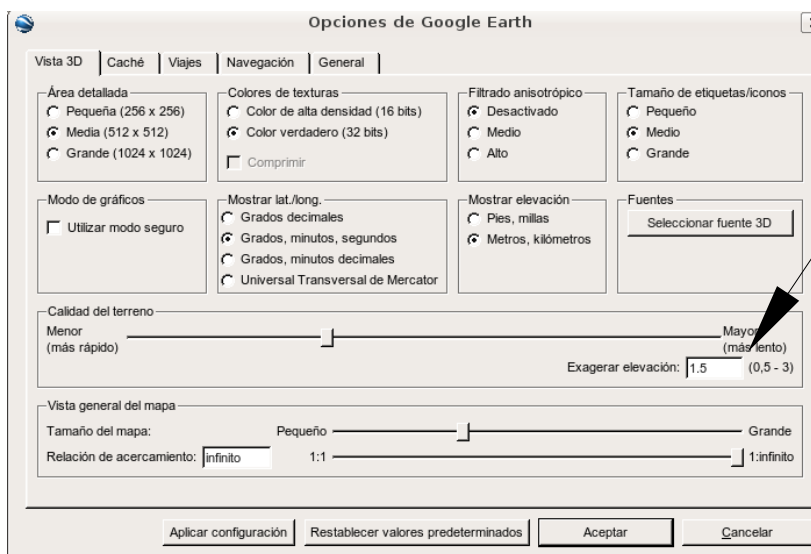 Opciones de Google Earth
Vista 3D Caché Viajes Navegación General
Área detallada
Pequeña (256 x 256)
Media (512 x 512)
Grande (1024 x 1024)
Colores de texturas
Color de alta densidad (16 bits)
Color verdadero (32 bits)
Comprimir
Filtrado anisotrópico
Desactivado
Medio
Alto
Tamaño de etiquetas/iconos
Pequeño
Medio
Grande
Modo de gráficos
Utilizar modo seguro
Mostrar lat./long.
Grados decimales
Grados, minutos, segundos
Grados, minutos decimales
Universal Transversal de Mercator
Mostrar elevación
Pies, millas
Metros, kilómetros
Fuentes
Seleccionar fuente 3D
Calidad del terreno
Menor
(más rápido)
Mayor
(más lento)
Exagerar elevación: 1.5 (0,5 - 3)
Vista general del mapa
Tamaño del mapa: Pequeño Grande
Relación de acercamiento: infinito 1:1 1:infinito
Aplicar configuración Restablecer valores predeterminados Aceptar Cancelar